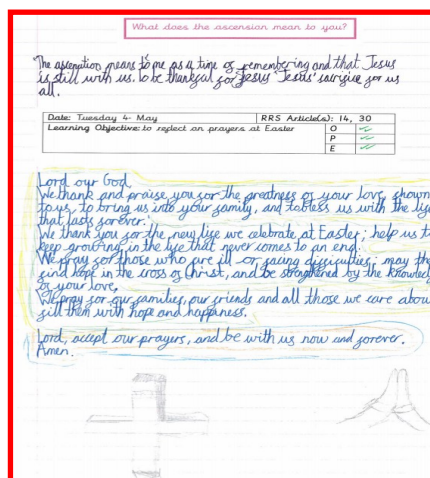 What does the ascension mean to you?
The assenation means to me as a time of remembering and that Jesus
is still with us. to be thankgul for Jesus' Jesus' sacrigice for us
all.
Date: Tuesday 4th May RRS Article(s): 14, 30
Learning Objective: to reflect on prayers at Easter O
P
E
Lord our God
We thank and praise you for the greatness of your love, shown
to us, to bring us into your family, and to bless us with the life
that lasts forever.
We thank you for the new life we celebrate at Easter; help us to
keep growing in the life that never comes to an end.
We pray for those who are ill or facing difficulties; may the
find hope in the cross of Christ, and be strengthened by the knowled
of your love.
We pray for our families, our friends and all those we care abou
fill them with hope and happiness.
Lord, accept our prayers, and be with us now and forever.
Amen.